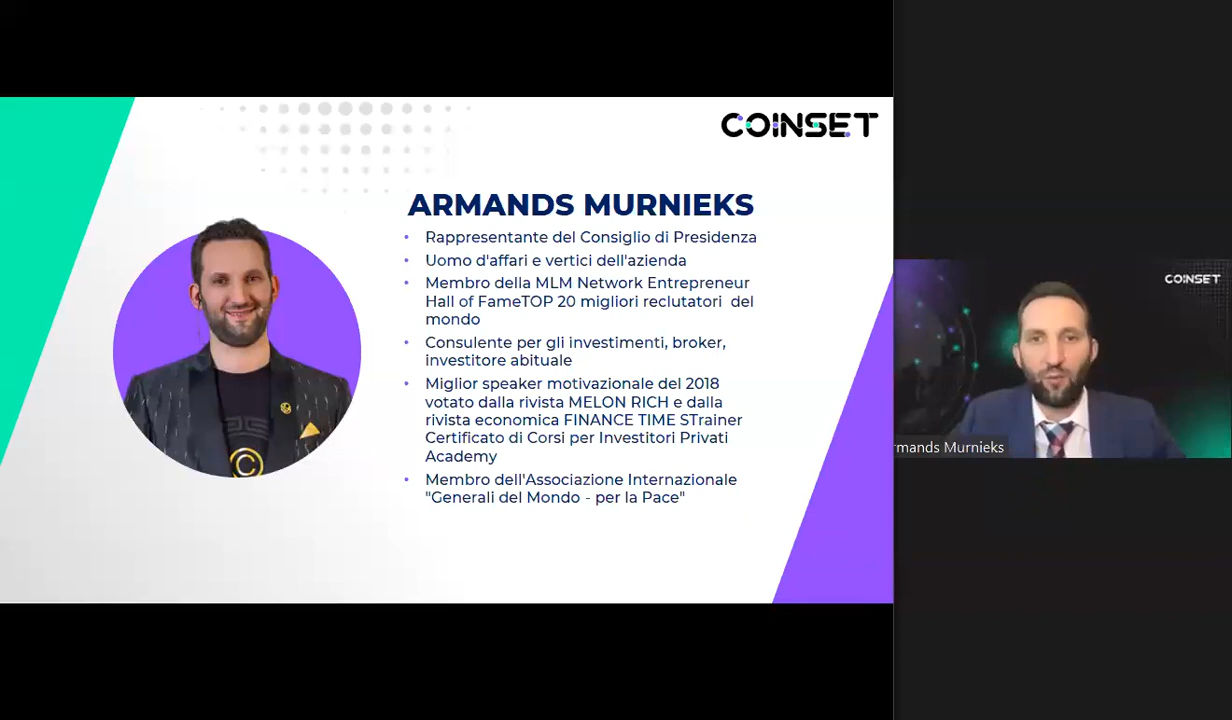 COINSET
ARMANDS MURNIEKS
• Rappresentante del Consiglio di Presidenza
• Uomo d'affari e vertici dell'azienda
• Membro della MLM Network Entrepreneur
Hall of FameTOP 20 migliori reclutatori del
mondo
• Consulente per gli investimenti, broker,
investitore abituale
• Miglior speaker motivazionale del 2018
votato dalla rivista MELON RICH e dalla
rivista economica FINANCE TIME STrainer
Certificato di Corsi per Investitori Privati
Academy
• Membro dell'Associazione Internazionale
"Generali del Mondo - per la Pace"
C
COINSET
rmands Murnieks